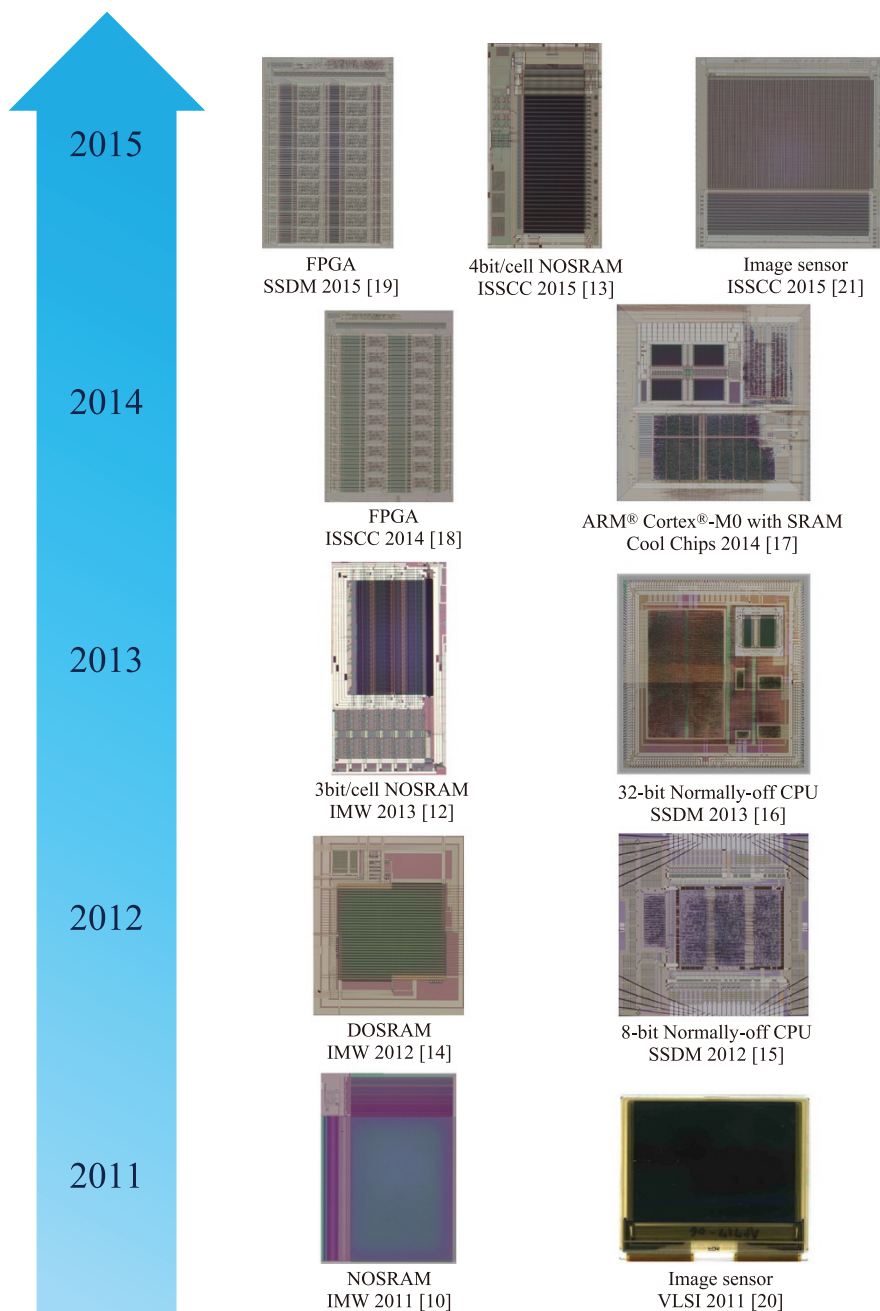 2015
FPGA
SSDM 2015 [19]
4bit/cell NOSRAM
ISSCC 2015 [13]
Image sensor
ISSCC 2015 [21]
2014
FPGA
ISSCC 2014 [18]
ARM® Cortex®-M0 with SRAM
Cool Chips 2014 [17]
2013
3bit/cell NOSRAM
IMW 2013 [12]
32-bit Normally-off CPU
SSDM 2013 [16]
2012
DOSRAM
IMW 2012 [14]
8-bit Normally-off CPU
SSDM 2012 [15]
2011
NOSRAM
IMW 2011 [10]
Image sensor
VLSI 2011 [20]